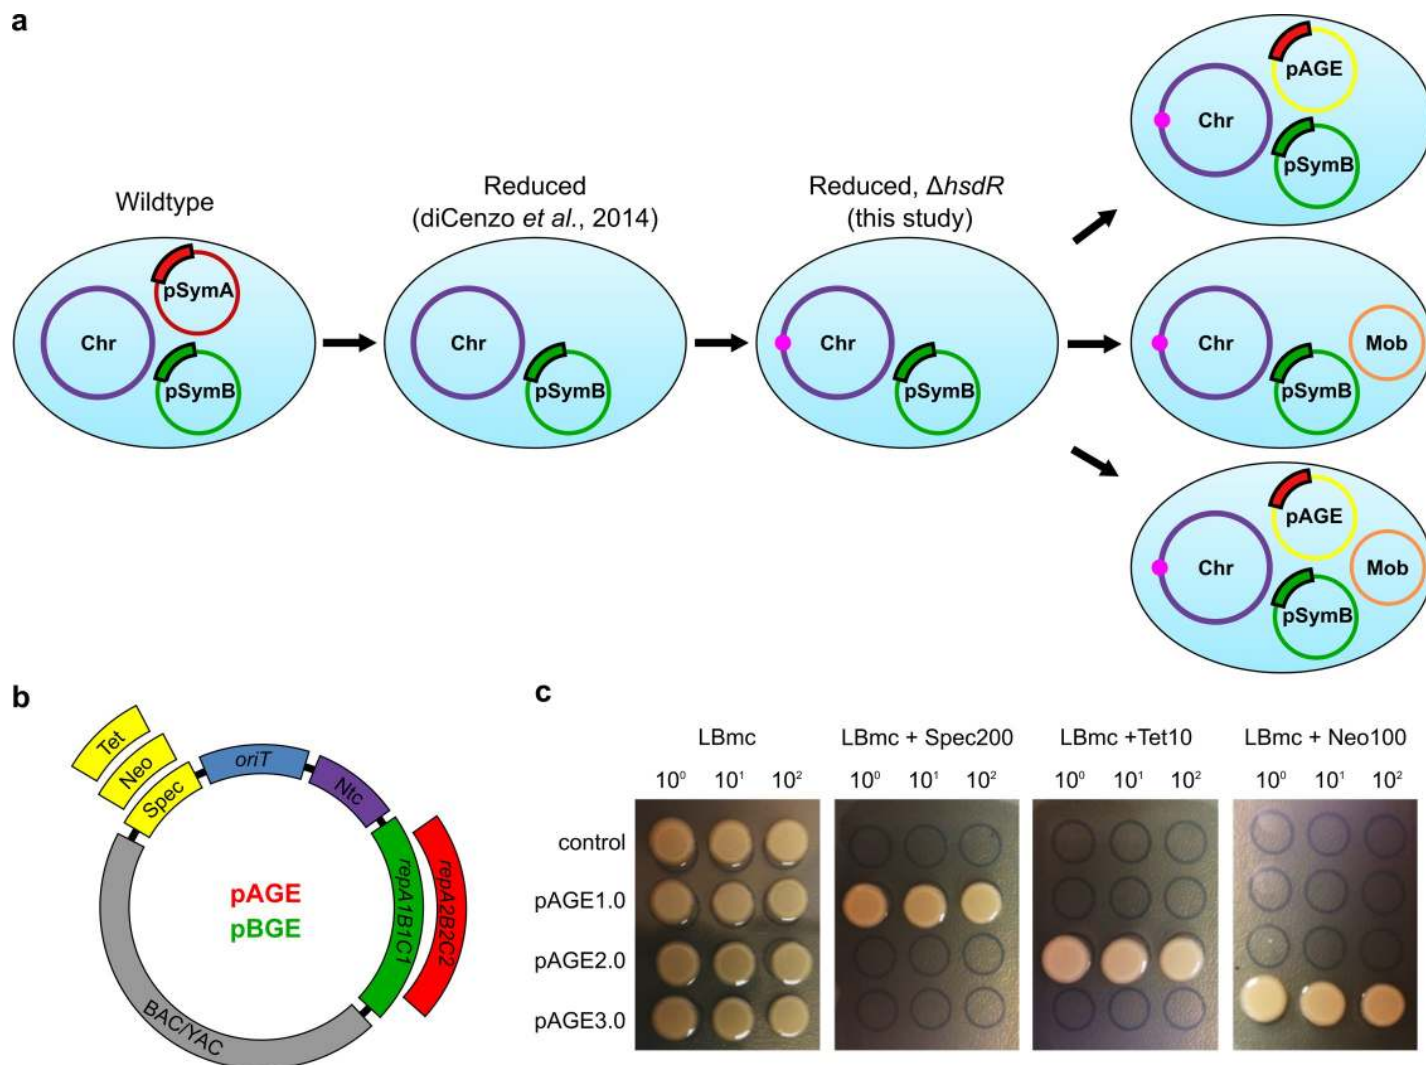 a
Wildtype
Reduced
(diCenzo et al., 2014)
Reduced, ΔhsdR
(this study)
Chr
pSymA
pSymB
Chr
pSymB
Chr
pSymB
Chr
pAGE
pSymB
Chr
pSymB
Mob
Chr
pAGE
pSymB
Mob
b
Tet
Neo
Spec
oriT
Ntc
repA1B1C1
repA2B2C2
BAC/YAC
pAGE
pBGE
c
LBmc
LBmc + Spec200
LBmc +Tet10
LBmc + Neo100
10⁰ 10¹ 10²
10⁰ 10¹ 10²
10⁰ 10¹ 10²
10⁰ 10¹ 10²
control
pAGE1.0
pAGE2.0
pAGE3.0